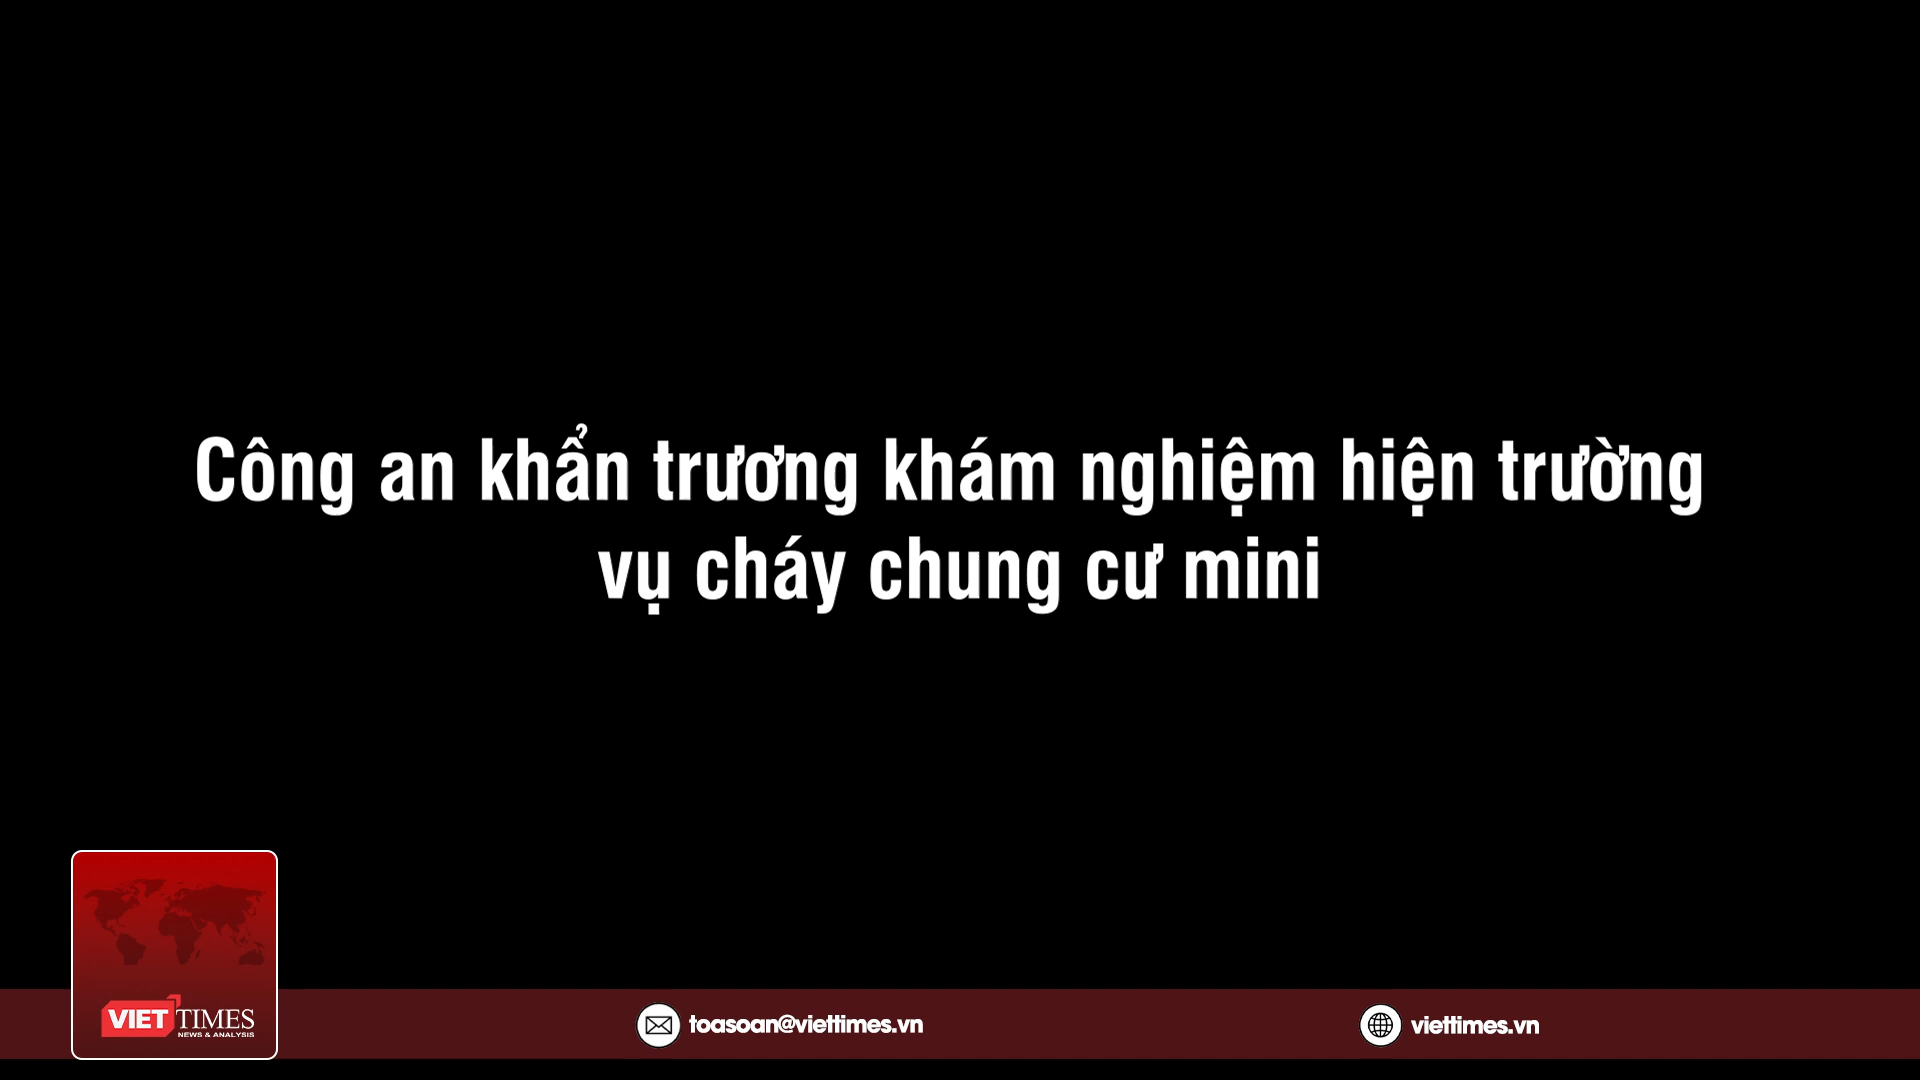 Công an khẩn trương khám nghiệm hiện trường
vụ cháy chung cư mini
VIETTIMES
NEWS & ANALYSIS
toasoan@viettimes.vn
viettimes.vn